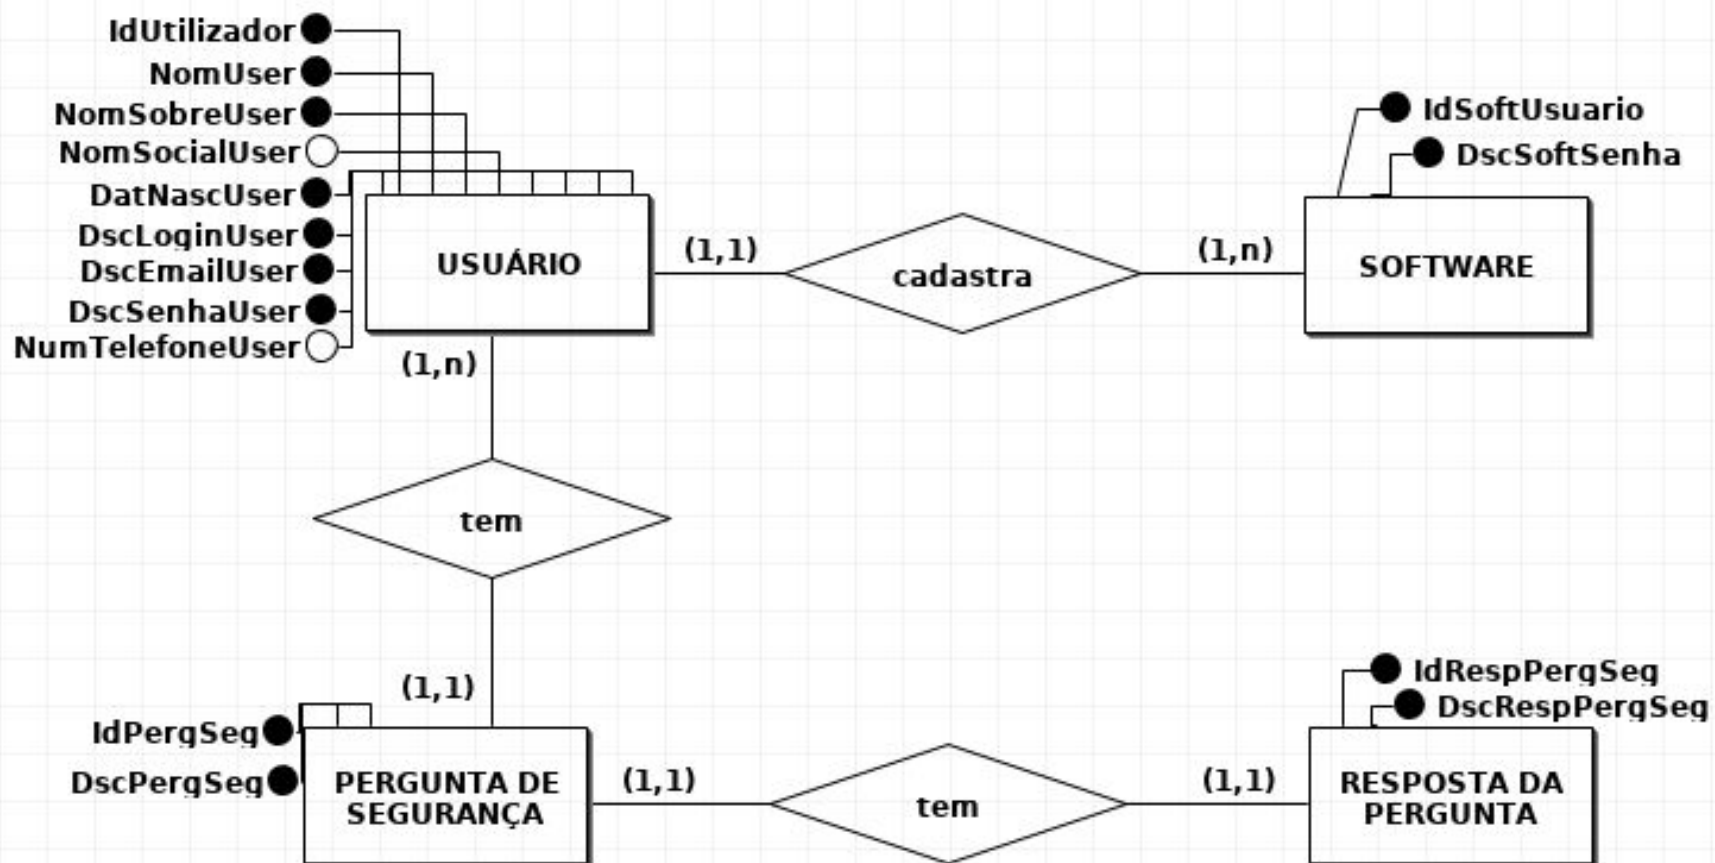 IdUtilizador
NomUser
NomSobreUser
NomSocialUser
DatNascUser
DscLoginUser
DscEmailUser
DscSenhaUser
NumTelefoneUser
USUÁRIO
(1,1)
cadastra
(1,n)
IdSoftUsuario
DscSoftSenha
SOFTWARE
(1,n)
tem
(1,1)
IdPergSeg
DscPergSeg
PERGUNTA DE
SEGURANÇA
(1,1)
tem
(1,1)
IdRespPergSeg
DscRespPergSeg
RESPOSTA DA
PERGUNTA